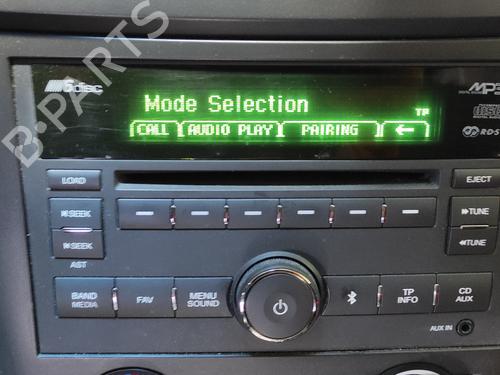 B-PARTS
6disc
MP3
Mode Selection
TP
CALL AUDIO PLAY PAIRING ←
RDS
LOAD
EJECT
SEEK
TUNE
SEEK
TUNE
AST
BAND MEDIA
FAV
MENU SOUND
TP INFO
CD AUX
AUX IN